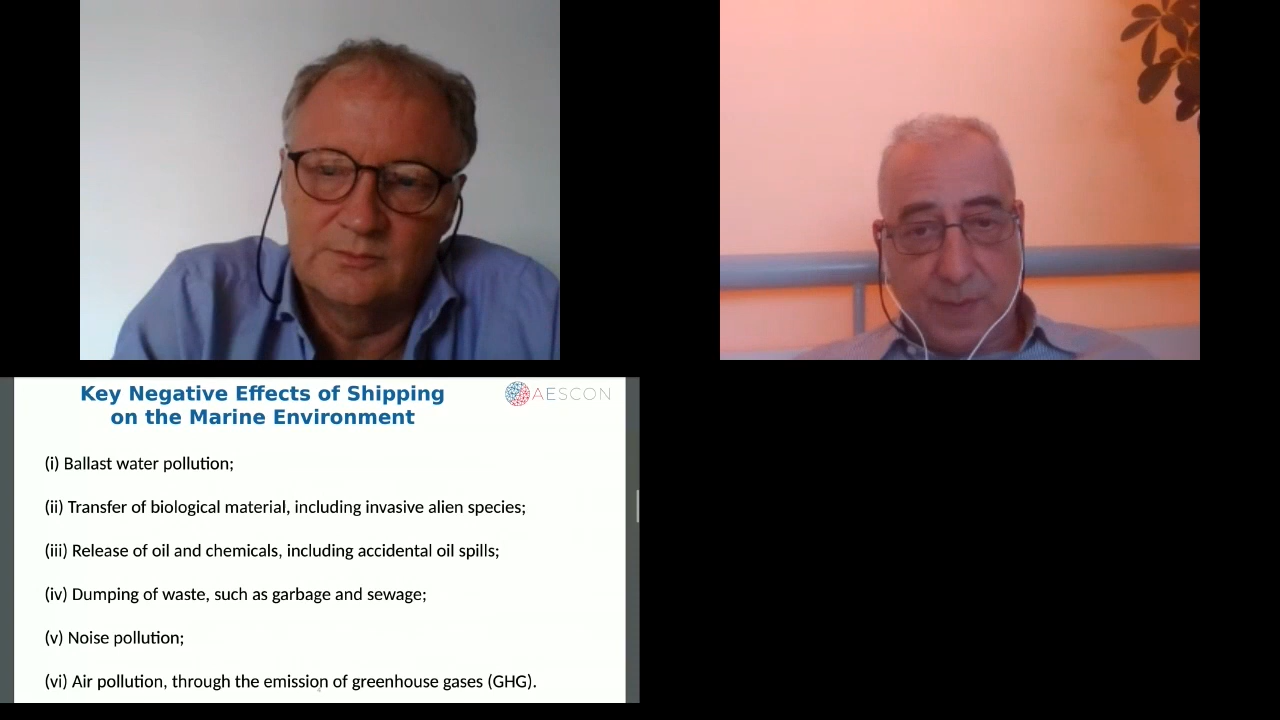 Key Negative Effects of Shipping
on the Marine Environment
AESCON
(i) Ballast water pollution;
(ii) Transfer of biological material, including invasive alien species;
(iii) Release of oil and chemicals, including accidental oil spills;
(iv) Dumping of waste, such as garbage and sewage;
(v) Noise pollution;
(vi) Air pollution, through the emission of greenhouse gases (GHG).